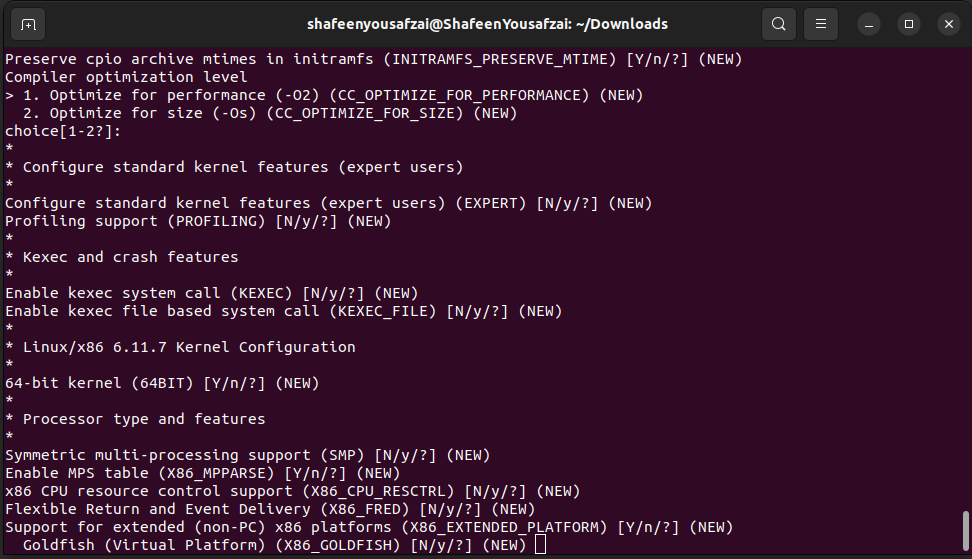 shafeenyousafzai@ShafeenYousafzai: ~/Downloads
Preserve cpio archive mtimes in initramfs (INITRAMFS_PRESERVE_MTIME) [Y/n/?] (NEW)
Compiler optimization level
> 1. Optimize for performance (-O2) (CC_OPTIMIZE_FOR_PERFORMANCE) (NEW)
  2. Optimize for size (-Os) (CC_OPTIMIZE_FOR_SIZE) (NEW)
choice[1-2?]:
*
* Configure standard kernel features (expert users)
*
Configure standard kernel features (expert users) (EXPERT) [N/y/?] (NEW)
Profiling support (PROFILING) [N/y/?] (NEW)
*
* Kexec and crash features
*
Enable kexec system call (KEXEC) [N/y/?] (NEW)
Enable kexec file based system call (KEXEC_FILE) [N/y/?] (NEW)
*
* Linux/x86 6.11.7 Kernel Configuration
*
64-bit kernel (64BIT) [Y/n/?] (NEW)
*
* Processor type and features
*
Symmetric multi-processing support (SMP) [N/y/?] (NEW)
Enable MPS table (X86_MPPARSE) [Y/n/?] (NEW)
x86 CPU resource control support (X86_CPU_RESCTRL) [N/y/?] (NEW)
Flexible Return and Event Delivery (X86_FRED) [N/y/?] (NEW)
Support for extended (non-PC) x86 platforms (X86_EXTENDED_PLATFORM) [Y/n/?] (NEW)
  Goldfish (Virtual Platform) (X86_GOLDFISH) [N/y/?] (NEW)